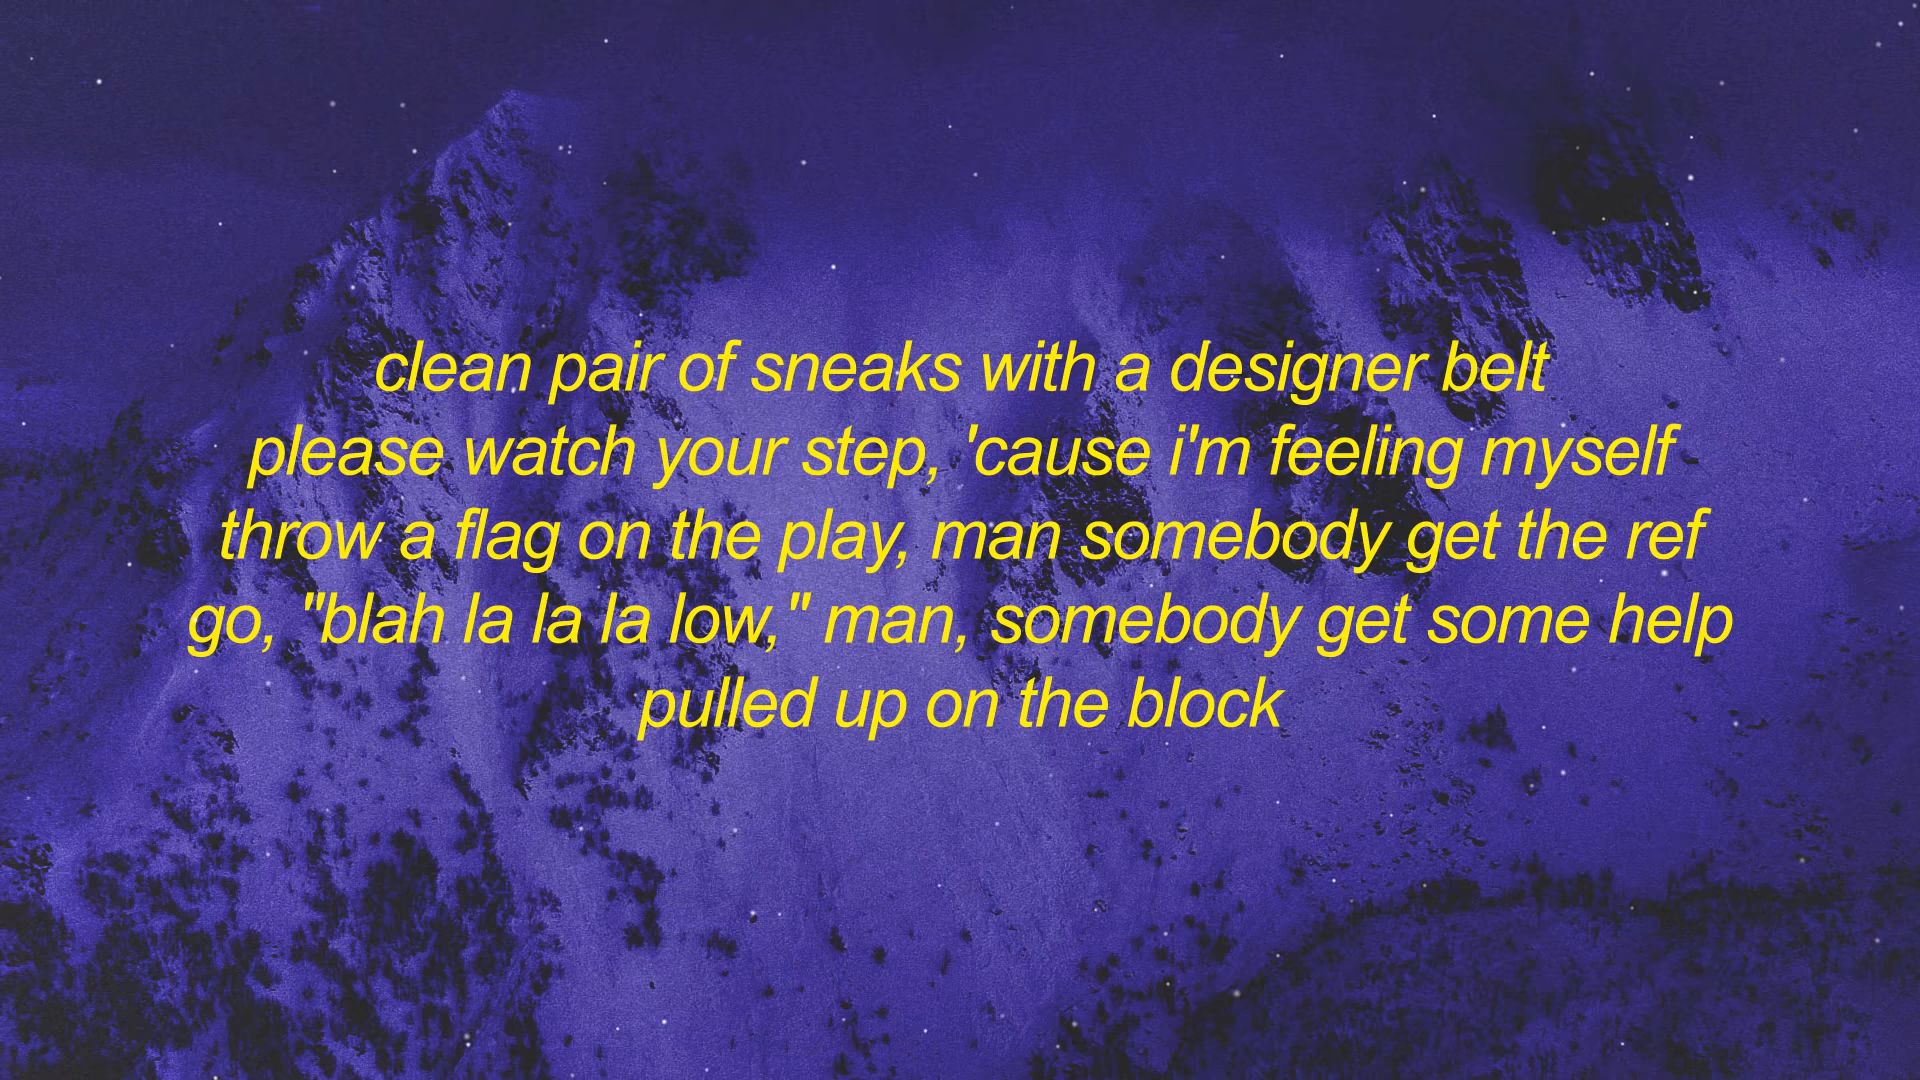 clean pair of sneaks with a designer belt
please watch your step, 'cause i'm feeling myself
throw a flag on the play, man somebody get the ref
go, "blah la la la low," man, somebody get some help
pulled up on the block